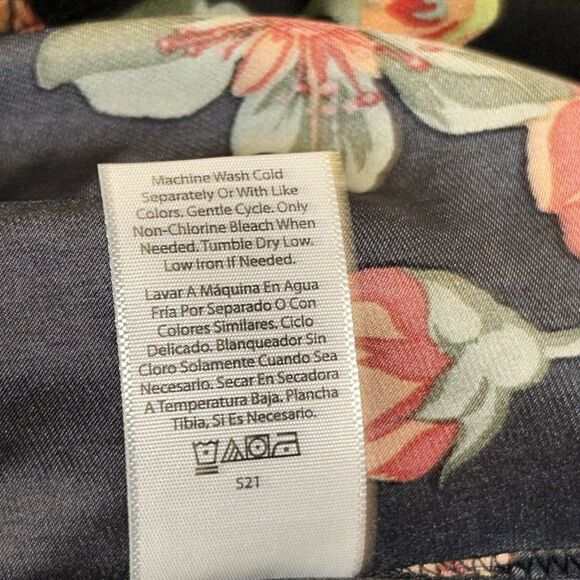 Machine Wash Cold
Separately Or With Like
Colors. Gentle Cycle. Only
Non-Chlorine Bleach When
Needed. Tumble Dry Low.
Low Iron If Needed.
Lavar A Máquina En Agua
Fría Por Separado O Con
Colores Similares. Ciclo
Delicado. Blanqueador Sin
Cloro Solamente Cuando Sea
Necesario. Secar En Secadora
A Temperatura Baja. Plancha
Tibia, Si Es Necesario.
S21